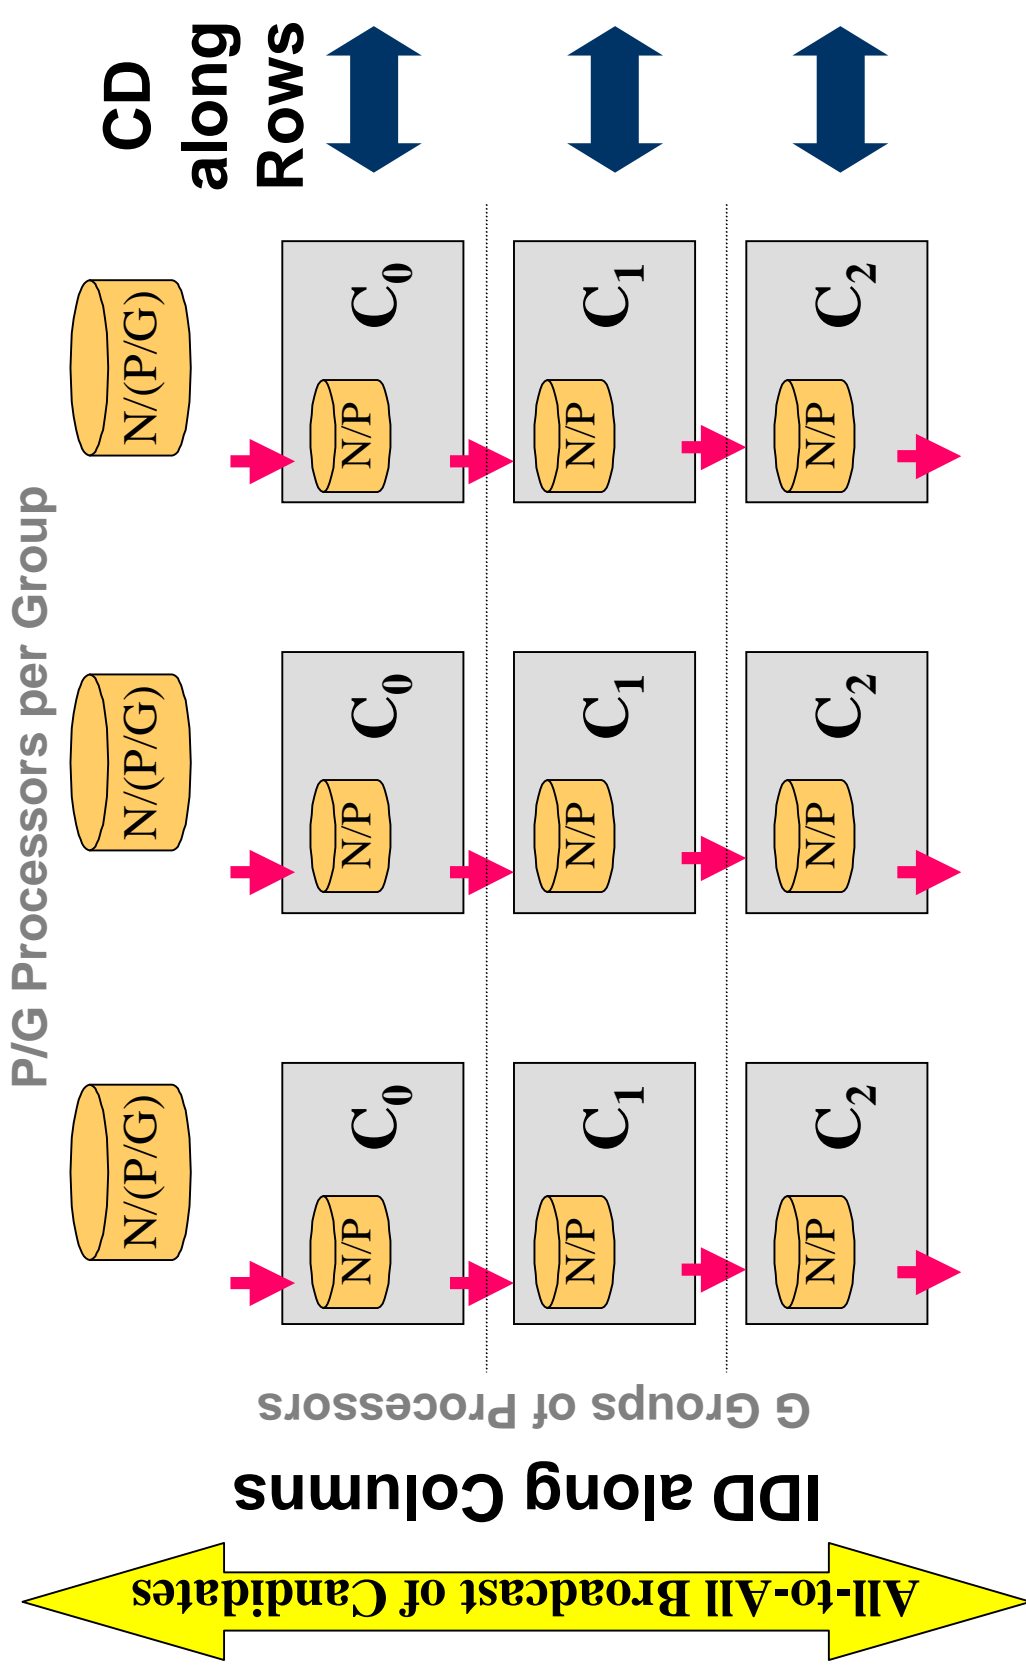 P/G Processors per Group
CD
along
Rows
N/(P/G)
N/(P/G)
N/(P/G)
N/P
C0
N/P
C0
N/P
C0
N/P
C1
N/P
C1
N/P
C1
N/P
C2
N/P
C2
N/P
C2
G Groups of Processors
IDD along Columns
All-to-All Broadcast of Candidates